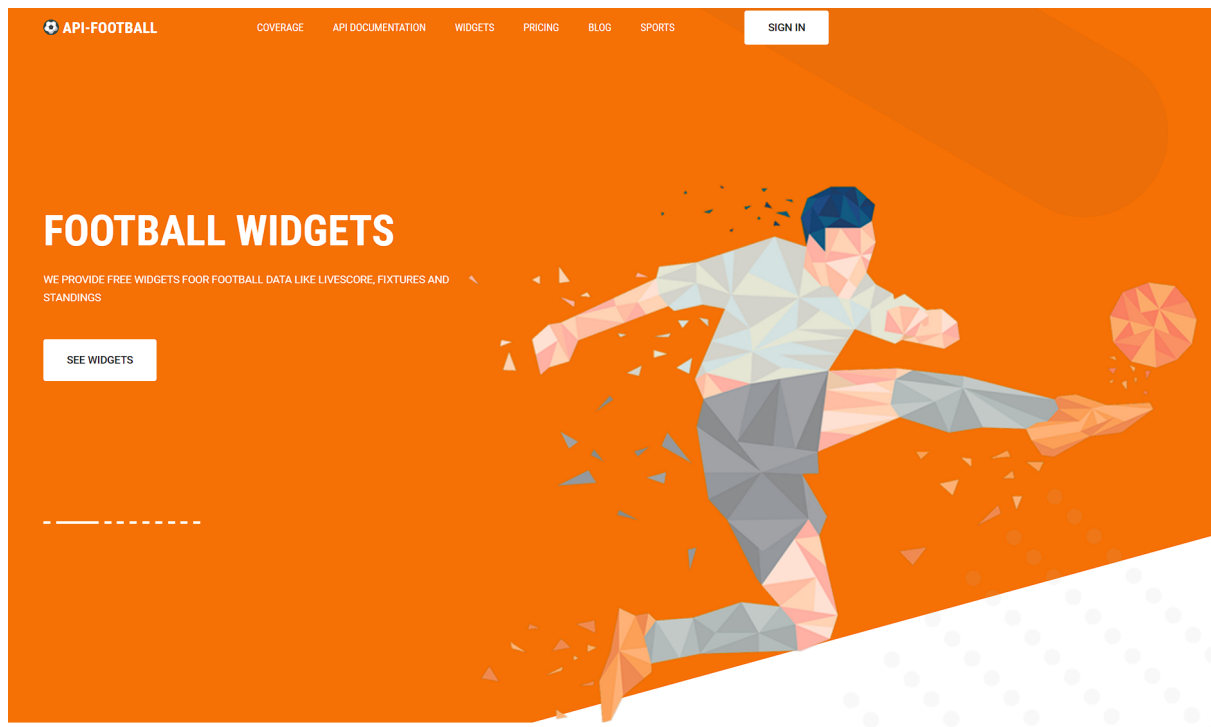 API-FOOTBALL
COVERAGE
API DOCUMENTATION
WIDGETS
PRICING
BLOG
SPORTS
SIGN IN
FOOTBALL WIDGETS
WE PROVIDE FREE WIDGETS FOOR FOOTBALL DATA LIKE LIVESCORE, FIXTURES AND
STANDINGS
SEE WIDGETS